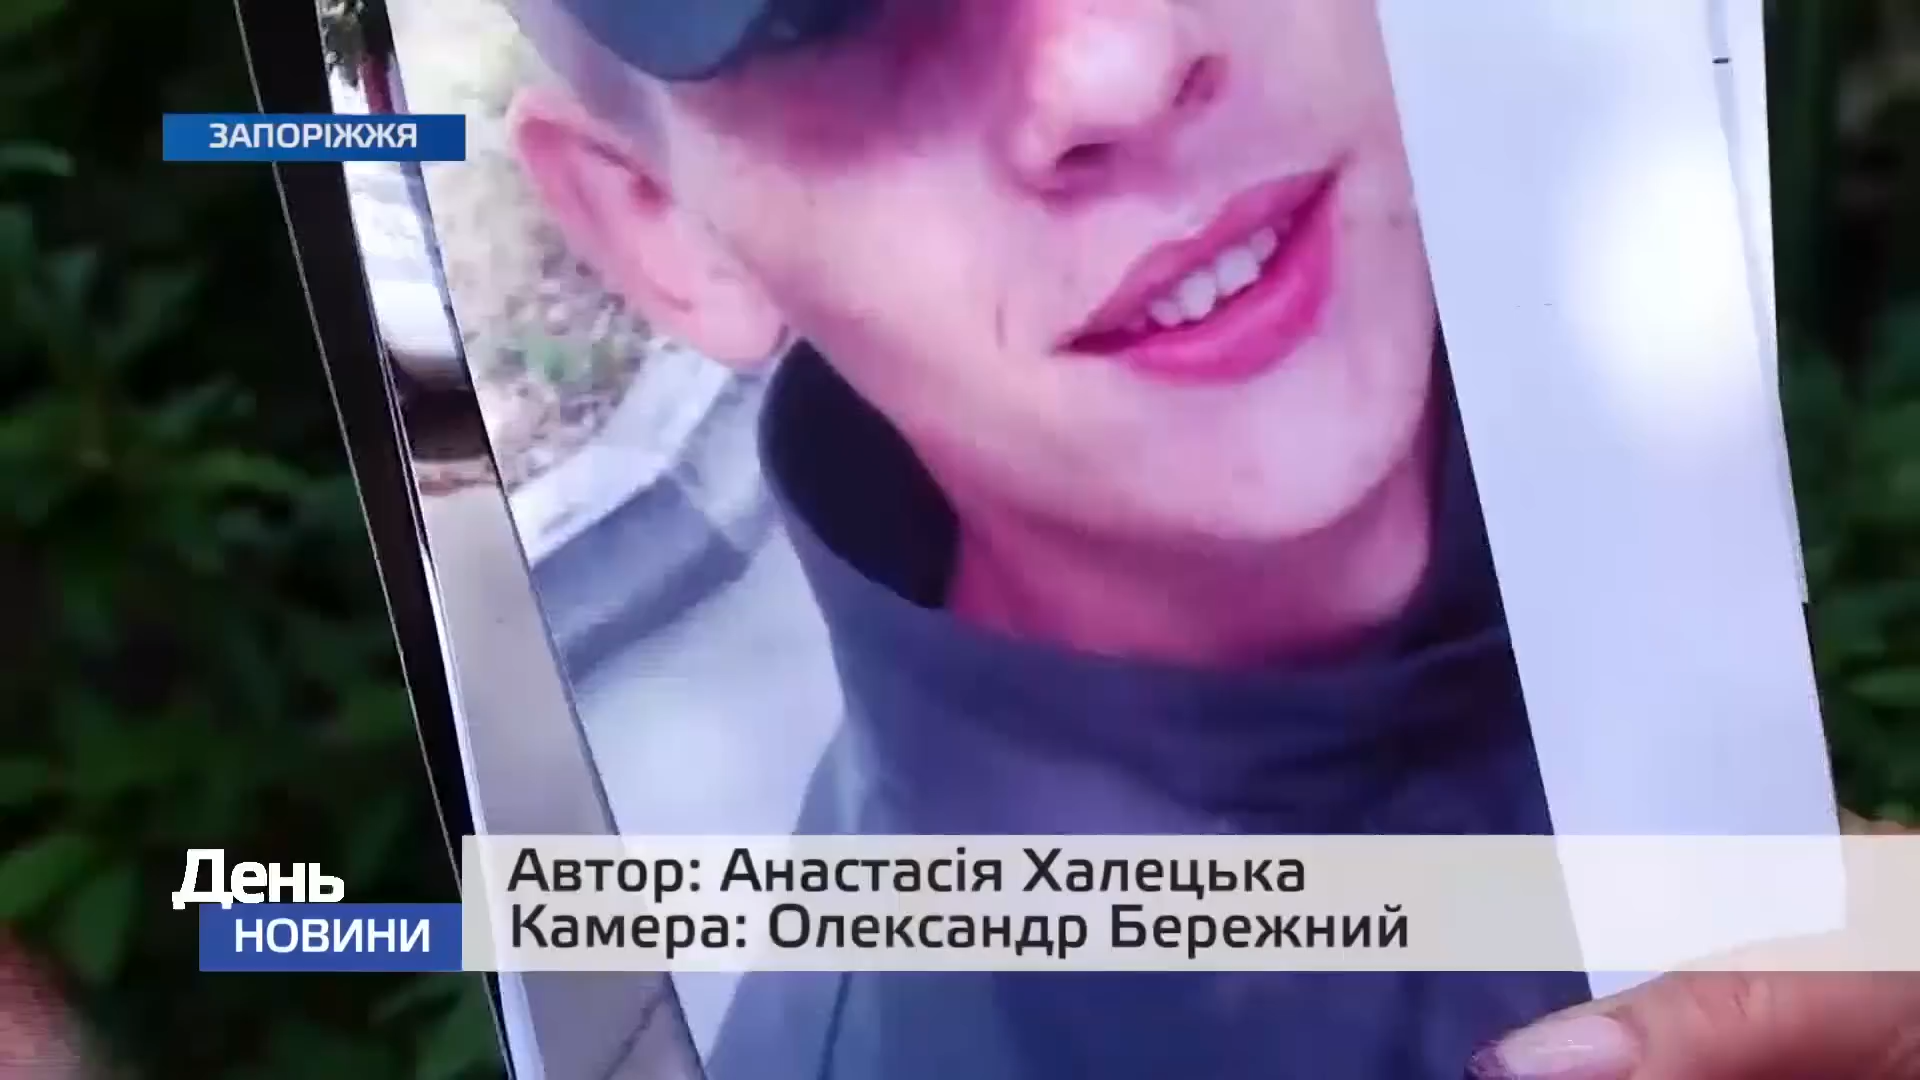 ЗАПОРІЖЖЯ
День
НОВИНИ
Автор: Анастасія Халецька
Камера: Олександр Бережний